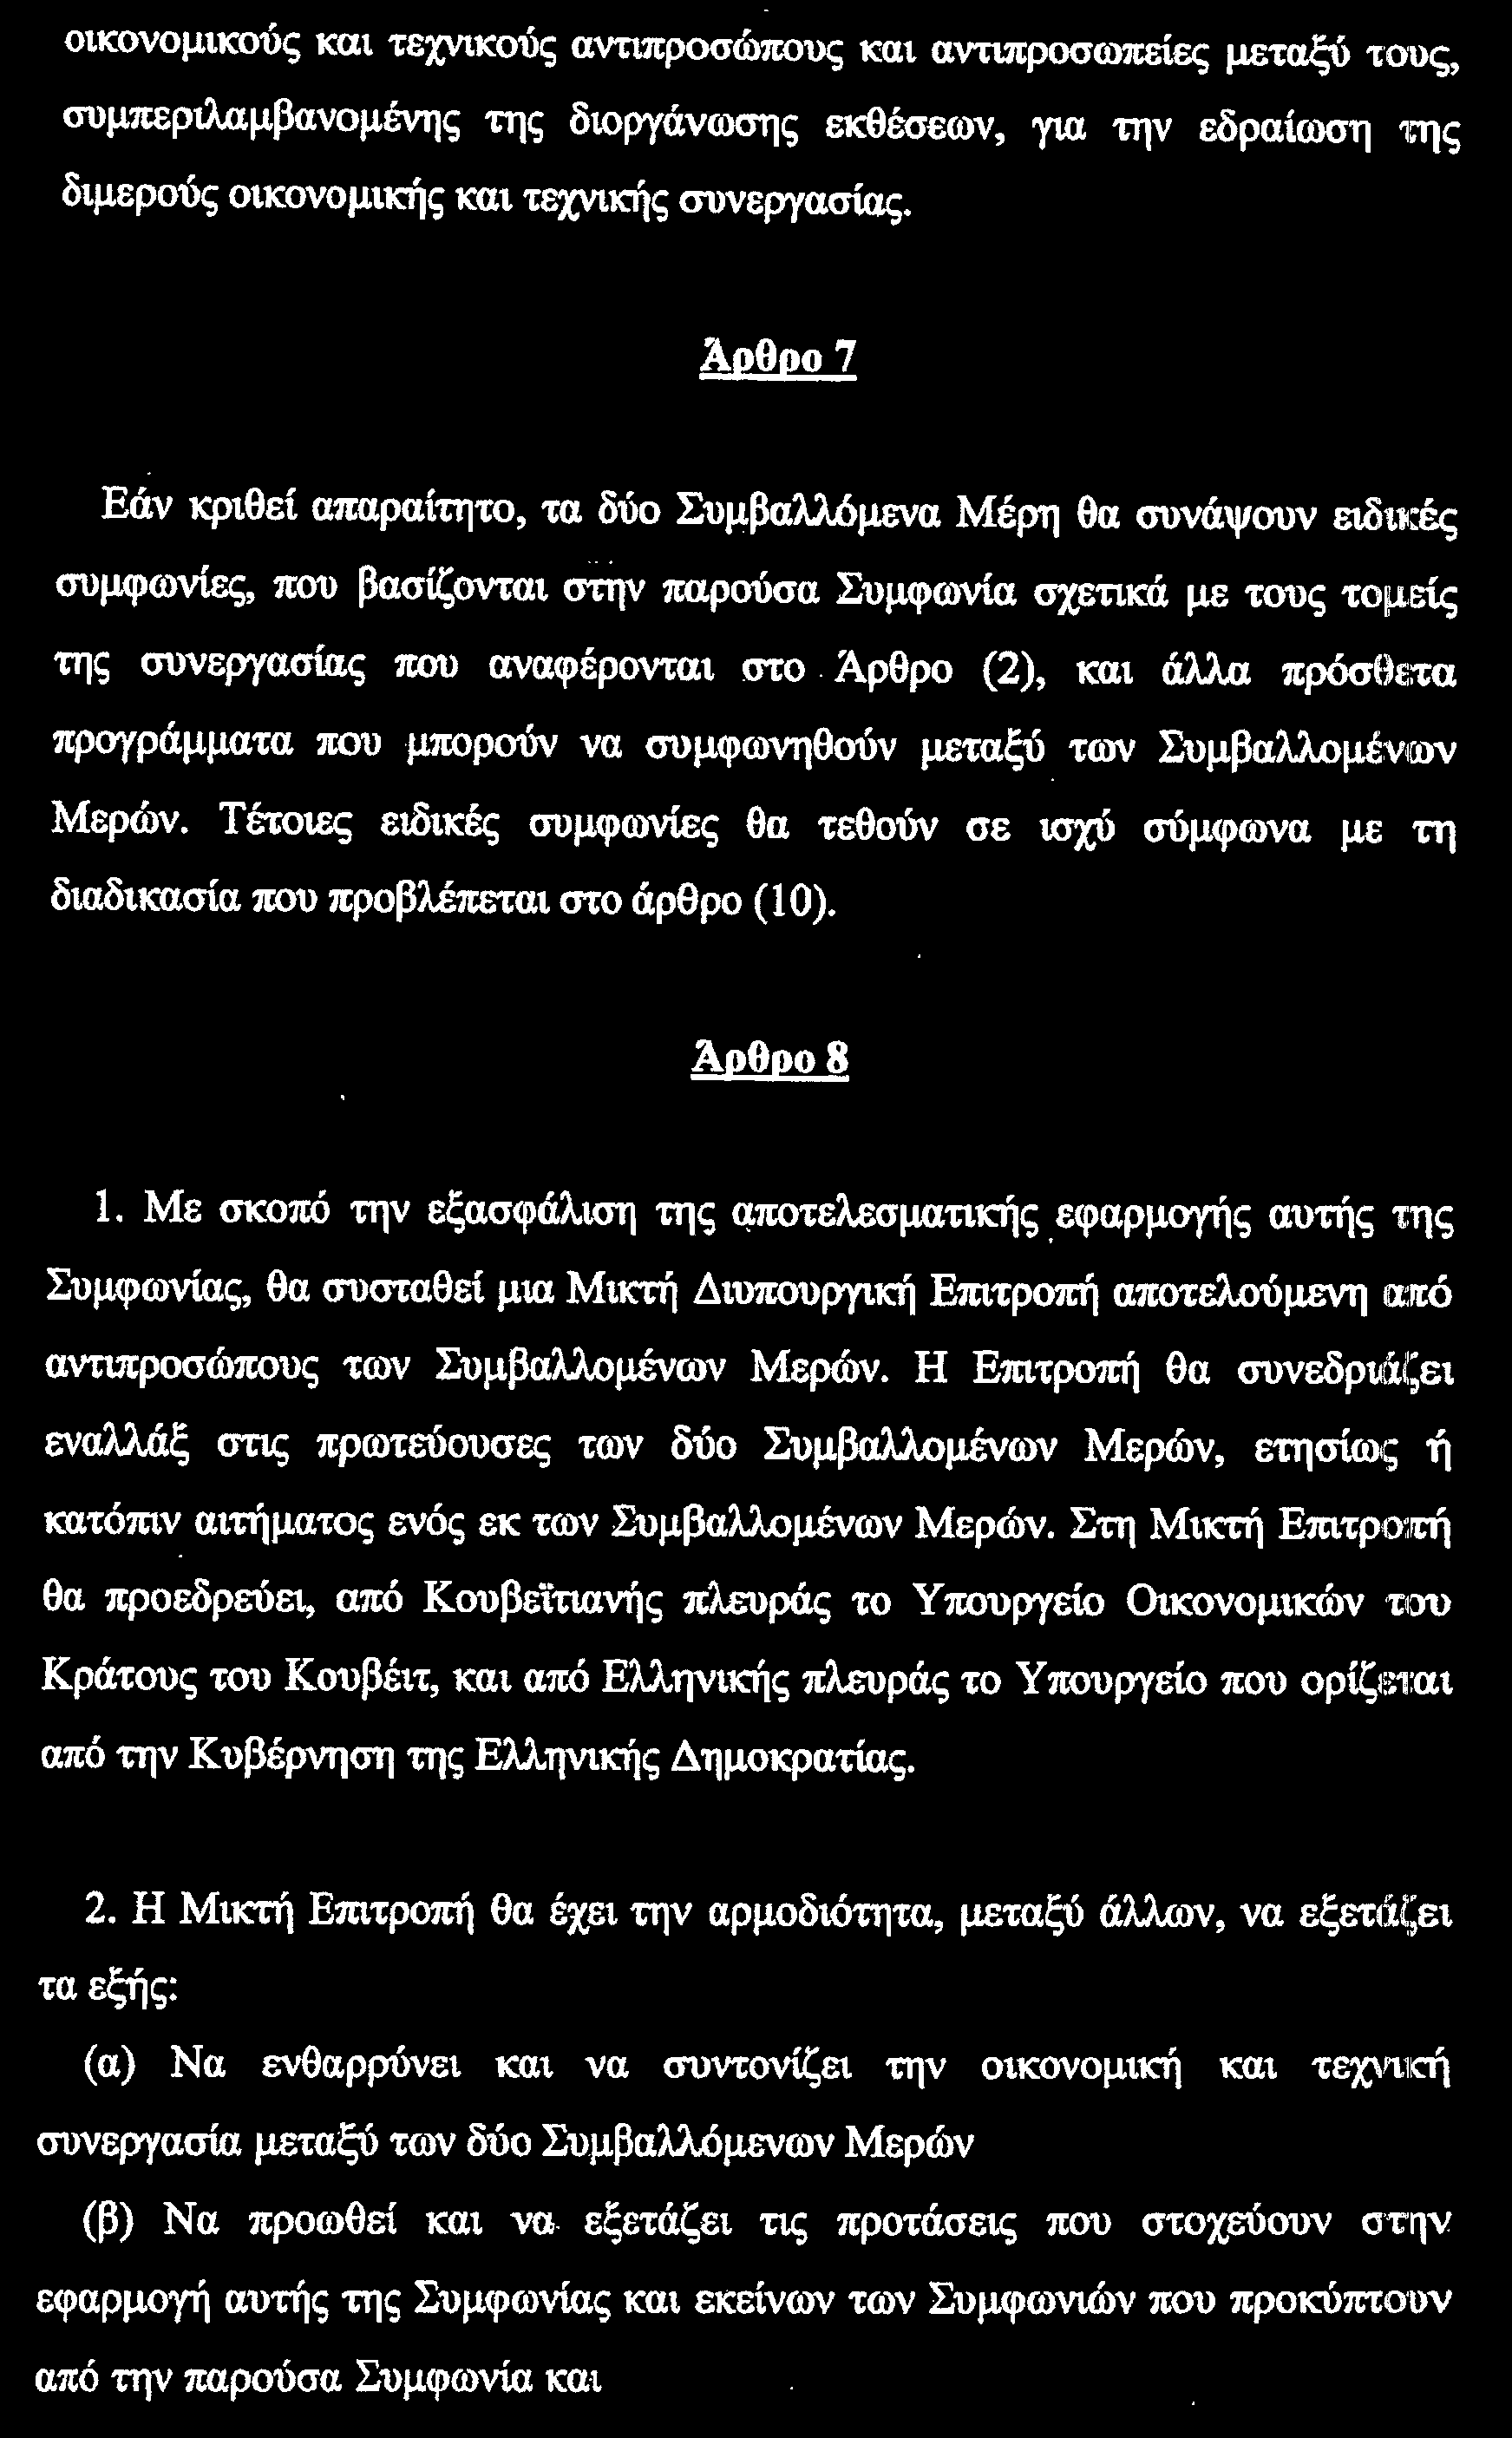 οικονομικούς και τεχνικούς αντιπροσώπους και αντιπροσωπείες μεταξύ τους,
συμπεριλαμβανομένης της διοργάνωσης εκθέσεων, για την εδραίωση της
διμερούς οικονομικής και τεχνικής συνεργασίας.
Άρθρο 7
Εάν κριθεί απαραίτητο, τα δύο Συμβαλλόμενα Μέρη θα συνάψουν ειδικές
συμφωνίες, που βασίζονται στην παρούσα Συμφωνία σχετικά με τους τομείς
της συνεργασίας που αναφέρονται στο Άρθρο (2), και άλλα πρόσθετα
προγράμματα που μπορούν να συμφωνηθούν μεταξύ των Συμβαλλομένων
Μερών. Τέτοιες ειδικές συμφωνίες θα τεθούν σε ισχύ σύμφωνα με τη
διαδικασία που προβλέπεται στο άρθρο (10).
Άρθρο 8
1. Με σκοπό την εξασφάλιση της αποτελεσματικής εφαρμογής αυτής της
Συμφωνίας, θα συσταθεί μια Μικτή Διυπουργική Επιτροπή αποτελούμενη από
αντιπροσώπους των Συμβαλλομένων Μερών. Η Επιτροπή θα συνεδριάζει
εναλλάξ στις πρωτεύουσες των δύο Συμβαλλομένων Μερών, ετησίως ή
κατόπιν αιτήματος ενός εκ των Συμβαλλομένων Μερών. Στη Μικτή Επιτροπή
θα προεδρεύει, από Κουβεϊτιανής πλευράς το Υπουργείο Οικονομικών του
Κράτους του Κουβέιτ, και από Ελληνικής πλευράς το Υπουργείο που ορίζεται
από την Κυβέρνηση της Ελληνικής Δημοκρατίας.
2. Η Μικτή Επιτροπή θα έχει την αρμοδιότητα, μεταξύ άλλων, να εξετάζει
τα εξής:
(α) Να ενθαρρύνει και να συντονίζει την οικονομική και τεχνική
συνεργασία μεταξύ των δύο Συμβαλλόμενων Μερών
(β) Να προωθεί και να εξετάζει τις προτάσεις που στοχεύουν στην
εφαρμογή αυτής της Συμφωνίας και εκείνων των Συμφωνιών που προκύπτουν
από την παρούσα Συμφωνία και